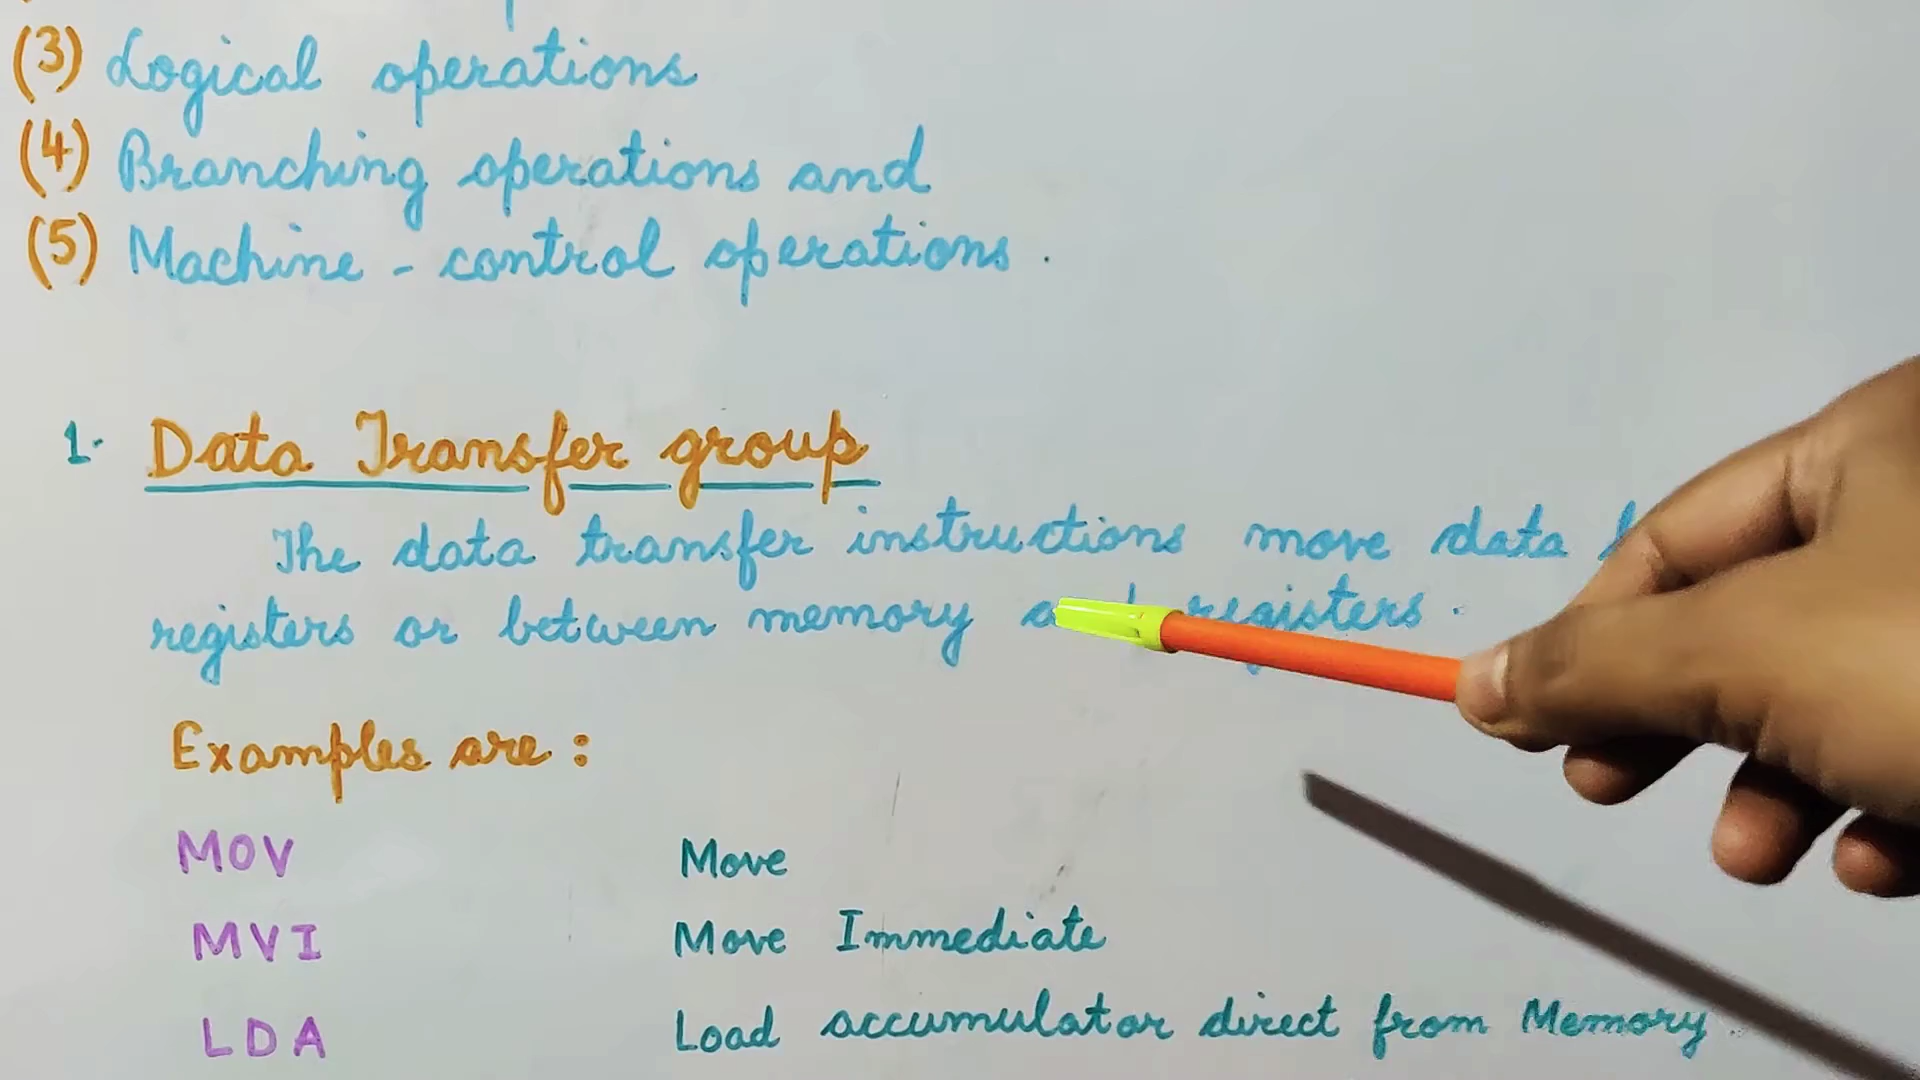 (3) Logical operations
(4) Branching operations and
(5) Machine - control operations.
1. Data Transfer group
The data transfer instructions move data
registers or between memory registers.
Examples are :
MOV Move
MVI Move Immediate
LDA Load accumulator direct from Memory